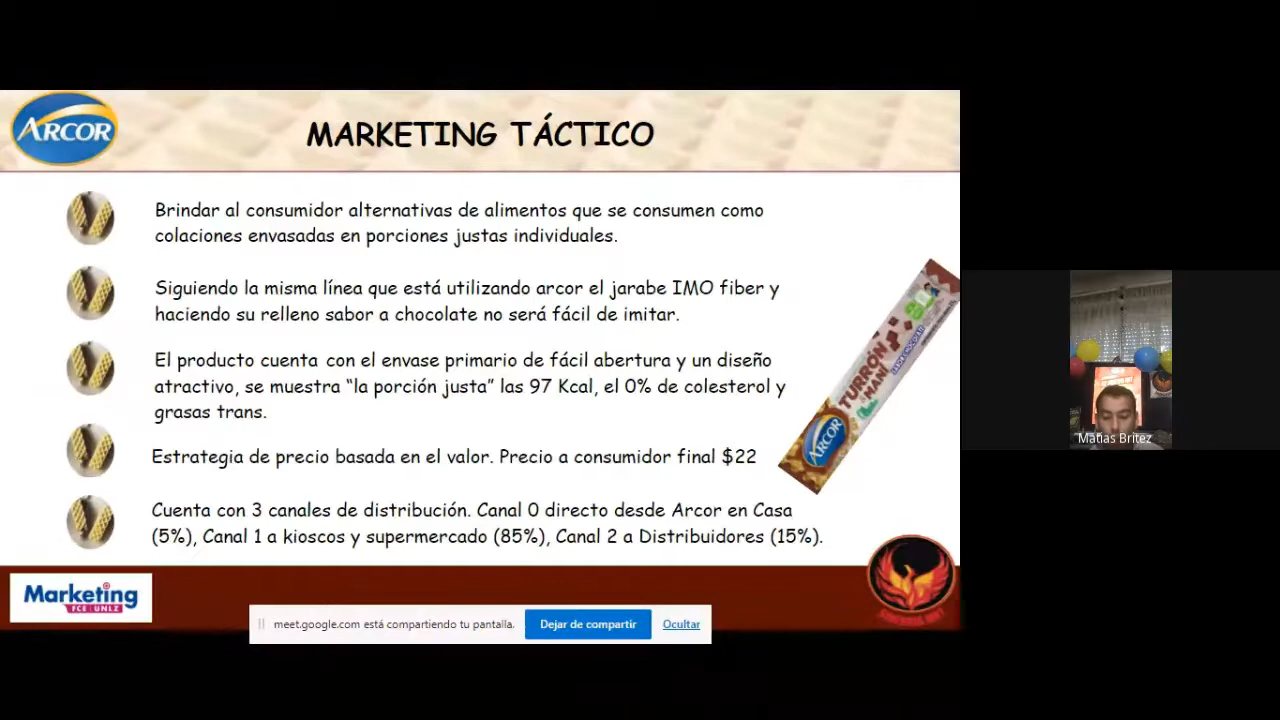 ARCOR
MARKETING TÁCTICO
Brindar al consumidor alternativas de alimentos que se consumen como
colaciones envasadas en porciones justas individuales.
Siguiendo la misma línea que está utilizando arcor el jarabe IMO fiber y
haciendo su relleno sabor a chocolate no será fácil de imitar.
El producto cuenta con el envase primario de fácil abertura y un diseño
atractivo, se muestra “la porción justa” las 97 Kcal, el 0% de colesterol y
grasas trans.
Estrategia de precio basada en el valor. Precio a consumidor final $22
Cuenta con 3 canales de distribución. Canal 0 directo desde Arcor en Casa
(5%), Canal 1 a kioscos y supermercado (85%), Canal 2 a Distribuidores (15%).
ARCOR
TURRÓN
MANÍ
Matias Britez
Marketing
FCE UNLZ
meet.google.com está compartiendo tu pantalla.
Dejar de compartir
Ocultar